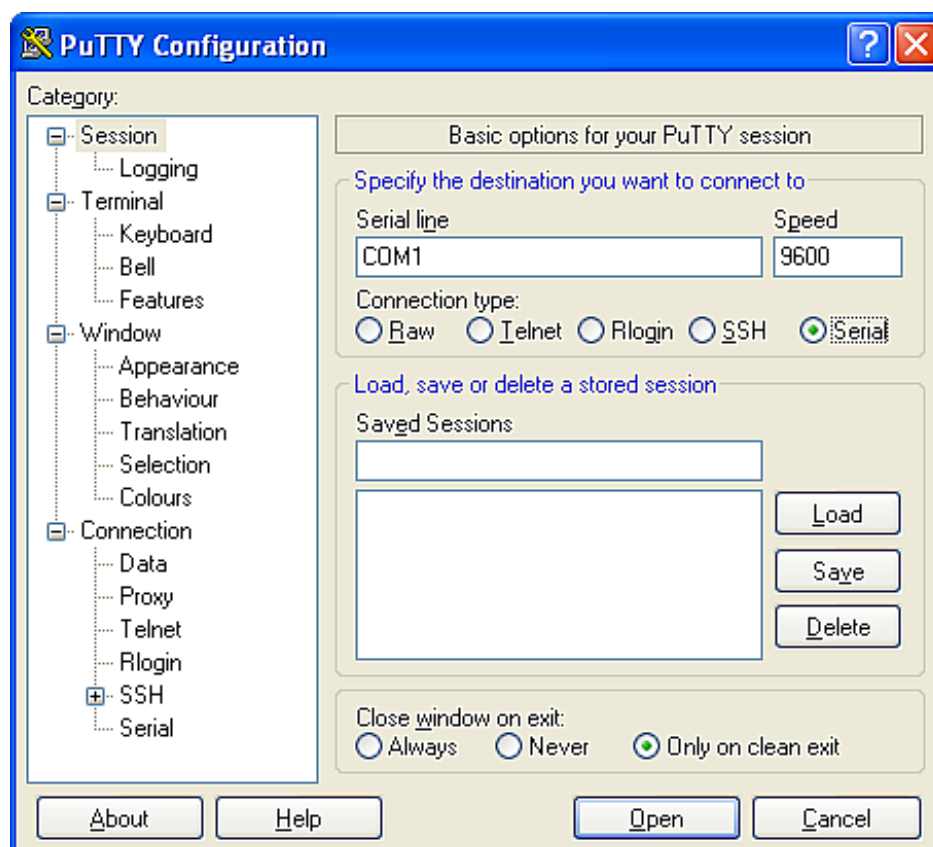 PuTTY Configuration
Category:
Session
Logging
Terminal
Keyboard
Bell
Features
Window
Appearance
Behaviour
Translation
Selection
Colours
Connection
Data
Proxy
Telnet
Rlogin
SSH
Serial
Basic options for your PuTTY session
Specify the destination you want to connect to
Serial line Speed
COM1 9600
Connection type:
Raw Telnet Rlogin SSH Serial
Load, save or delete a stored session
Saved Sessions
Load
Save
Delete
Close window on exit:
Always Never Only on clean exit
About Help Open Cancel